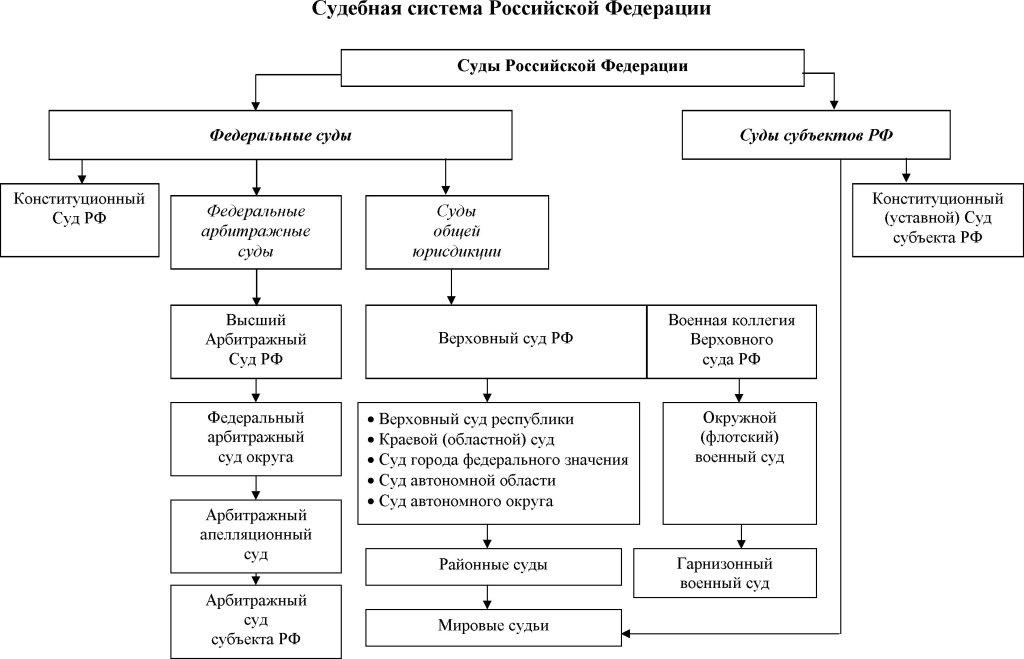 Судебная система Российской Федерации
Суды Российской Федерации
Федеральные суды
Суды субъектов РФ
Конституционный
Суд РФ
Федеральные
арбитражные
суды
Суды
общей
юрисдикции
Конституционный
(уставной) Суд
субъекта РФ
Высший
Арбитражный
Суд РФ
Верховный суд РФ
Военная коллегия
Верховного
суда РФ
Федеральный
арбитражный
суд округа
• Верховный суд республики
• Краевой (областной) суд
• Суд города федерального значения
• Суд автономной области
• Суд автономного округа
Окружной
(флотский)
военный суд
Арбитражный
апелляционный
суд
Районные суды
Гарнизонный
военный суд
Арбитражный
суд
субъекта РФ
Мировые судьи